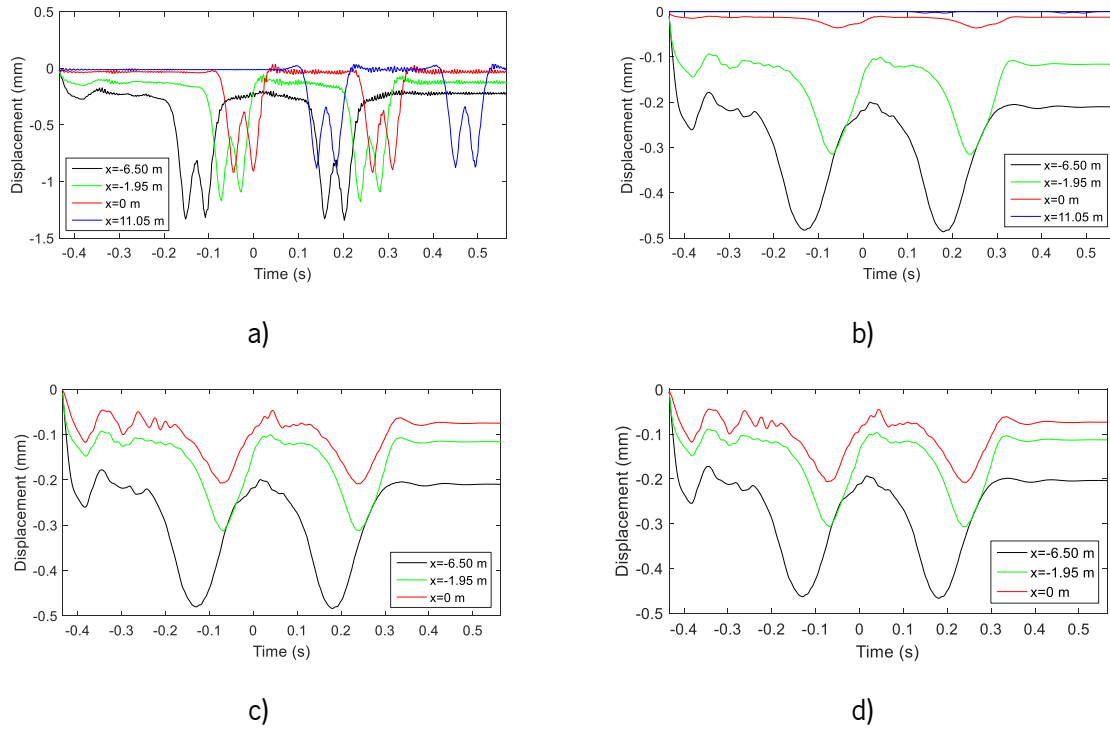 0.5
0
-0.5
-1
-1.5
Displacement (mm)
x=-6.50 m
x=-1.95 m
x=0 m
x=11.05 m
-0.4 -0.3 -0.2 -0.1 0 0.1 0.2 0.3 0.4 0.5
Time (s)
a)
0
-0.1
-0.2
-0.3
-0.4
-0.5
Displacement (mm)
x=-6.50 m
x=-1.95 m
x=0 m
x=11.05 m
-0.4 -0.3 -0.2 -0.1 0 0.1 0.2 0.3 0.4 0.5
Time (s)
b)
0
-0.1
-0.2
-0.3
-0.4
-0.5
Displacement (mm)
x=-6.50 m
x=-1.95 m
x=0 m
-0.4 -0.3 -0.2 -0.1 0 0.1 0.2 0.3 0.4 0.5
Time (s)
c)
0
-0.1
-0.2
-0.3
-0.4
-0.5
Displacement (mm)
x=-6.50 m
x=-1.95 m
x=0 m
-0.4 -0.3 -0.2 -0.1 0 0.1 0.2 0.3 0.4 0.5
Time (s)
d)